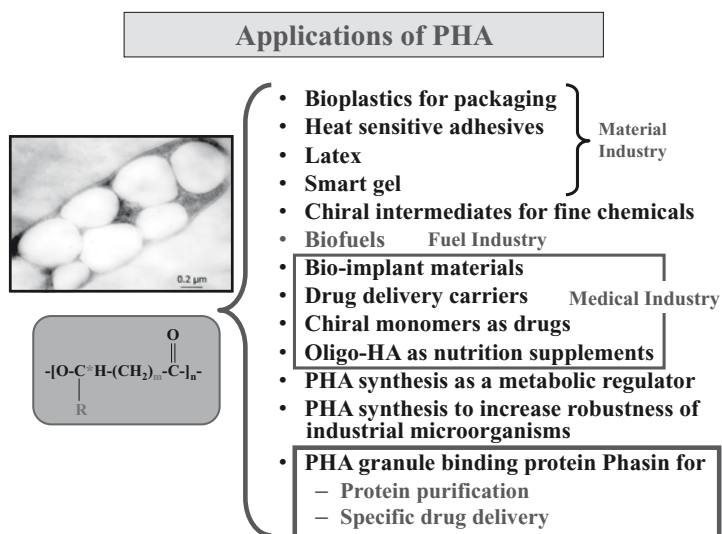 Applications of PHA
• Bioplastics for packaging
• Heat sensitive adhesives
• Latex
• Smart gel
Material
Industry
• Chiral intermediates for fine chemicals
• Biofuels Fuel Industry
• Bio-implant materials
• Drug delivery carriers
• Chiral monomers as drugs
• Oligo-HA as nutrition supplements
Medical Industry
• PHA synthesis as a metabolic regulator
• PHA synthesis to increase robustness of
industrial microorganisms
• PHA granule binding protein Phasin for
– Protein purification
– Specific drug delivery
0.2 µm
O
-[O-C*H-(CH₂)ₘ-C-]ₙ-
R